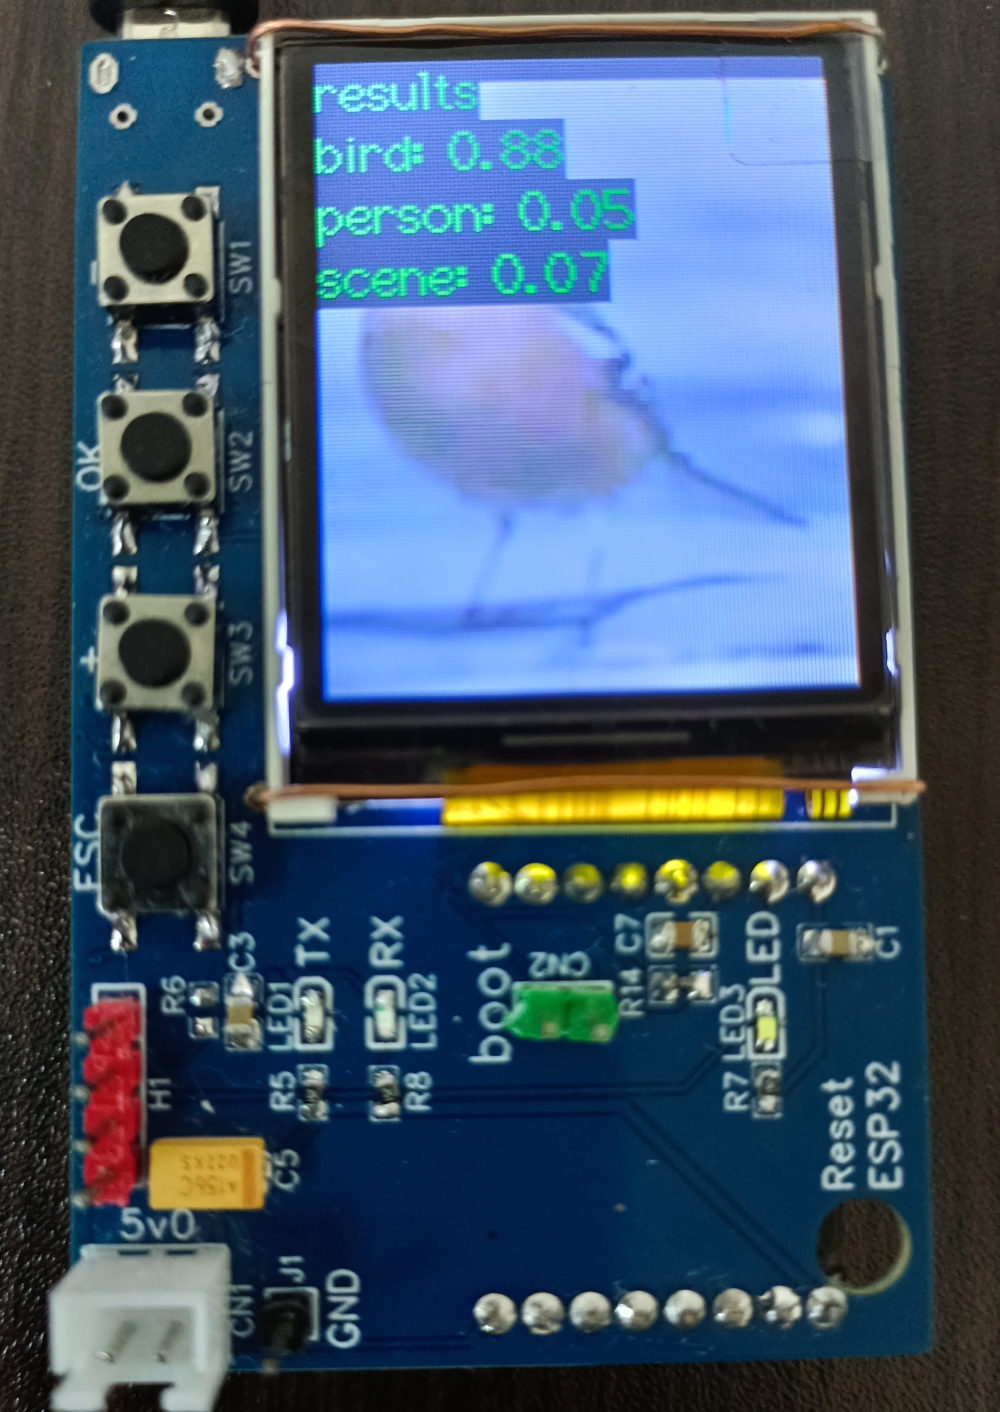 results
bird: 0.88
person: 0.05
scene: 0.07
SW1
-
OK
SW2
+
SW3
ESC
SW4
R6
C3
LED1
TX
RX
LED2
boot
CN2
C7
R14
LED
LED3
C1
H1
R5
R8
R7
Reset
ESP32
C5
5v0
CN1
J1
GND